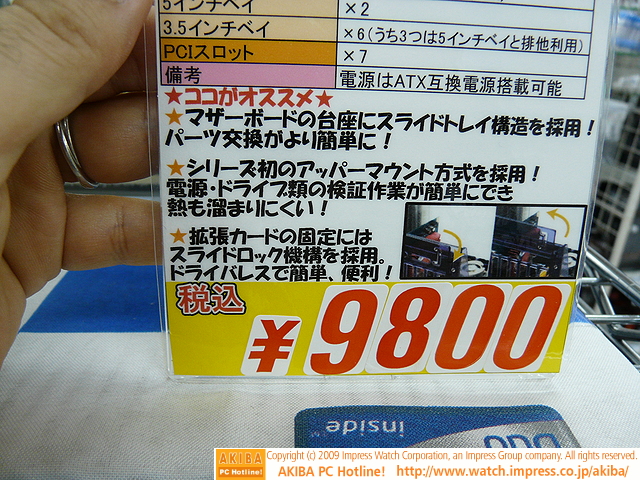 5インチベイ ×2
3.5インチベイ ×6(うち3つは5インチベイと排他利用)
PCIスロット ×7
備考 電源はATX互換電源搭載可能
★ココがオススメ★
★マザーボードの台座にスライドトレイ構造を採用!
パーツ交換がより簡単に!
★シリーズ初のアッパーマウント方式を採用!
電源・ドライブ類の検証作業が簡単にでき
熱も溜まりにくい!
★拡張カードの固定には
スライドロック機構を採用。
ドライバレスで簡単、便利!
税込
¥9800
inside™
DUO
AKIBA PC Hotline!
Copyright (c) 2009 Impress Watch Corporation, an Impress Group company. All rights reserved.
AKIBA PC Hotline! http://www.watch.impress.co.jp/akiba/